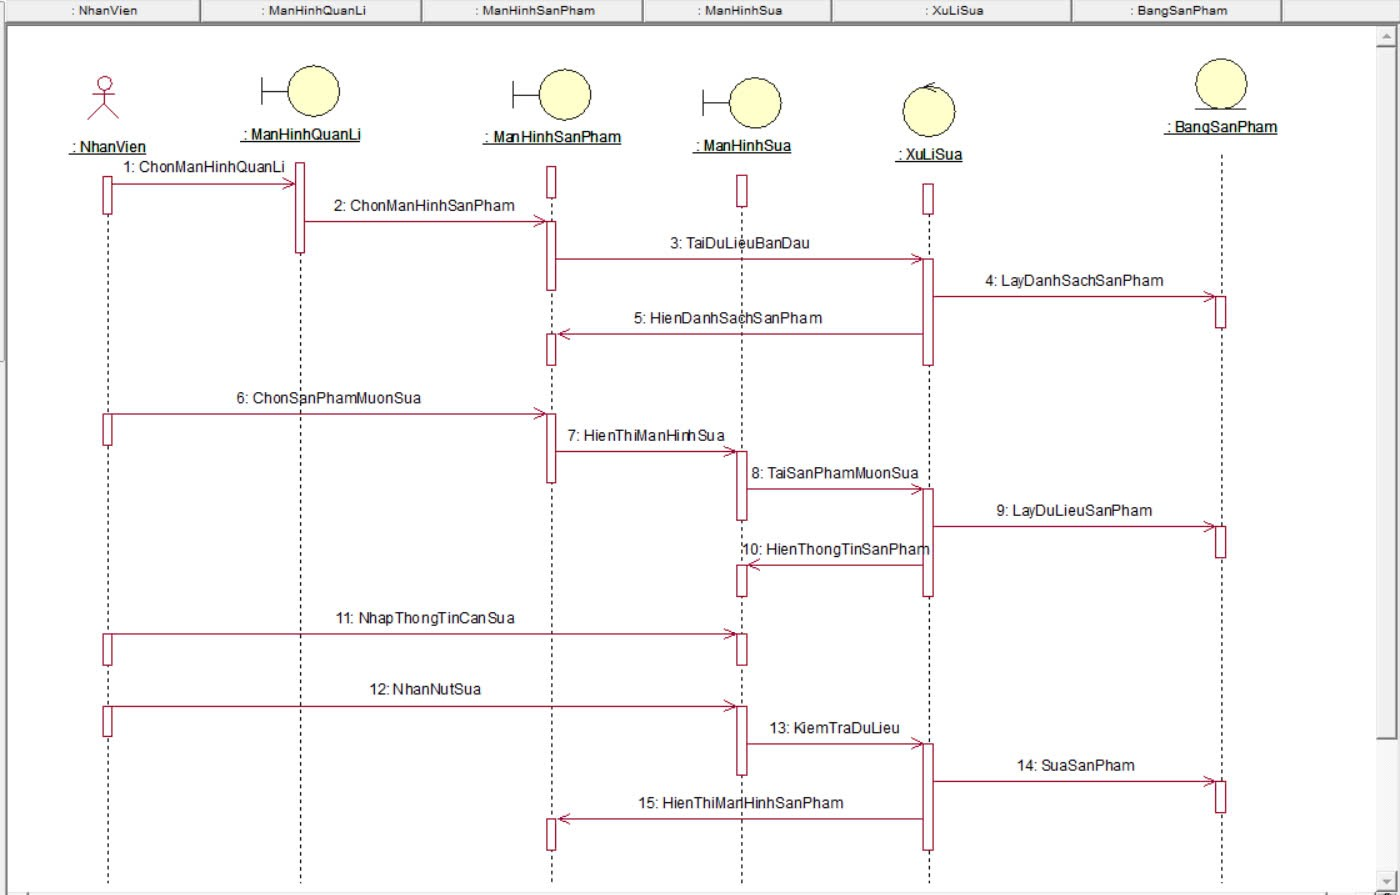 : NhanVien
: ManHinhQuanLi
: ManHinhSanPham
: ManHinhSua
: XuLiSua
: BangSanPham
: NhanVien
: ManHinhQuanLi
: ManHinhSanPham
: ManHinhSua
: XuLiSua
: BangSanPham
1: ChonManHinhQuanLi
2: ChonManHinhSanPham
3: TaiDuLieuBanDau
4: LayDanhSachSanPham
5: HienDanhSachSanPham
6: ChonSanPhamMuonSua
7: HienThiManHinhSua
8: TaiSanPhamMuonSua
9: LayDuLieuSanPham
10: HienThongTinSanPham
11: NhapThongTinCanSua
12: NhanNutSua
13: KiemTraDuLieu
14: SuaSanPham
15: HienThiManHinhSanPham